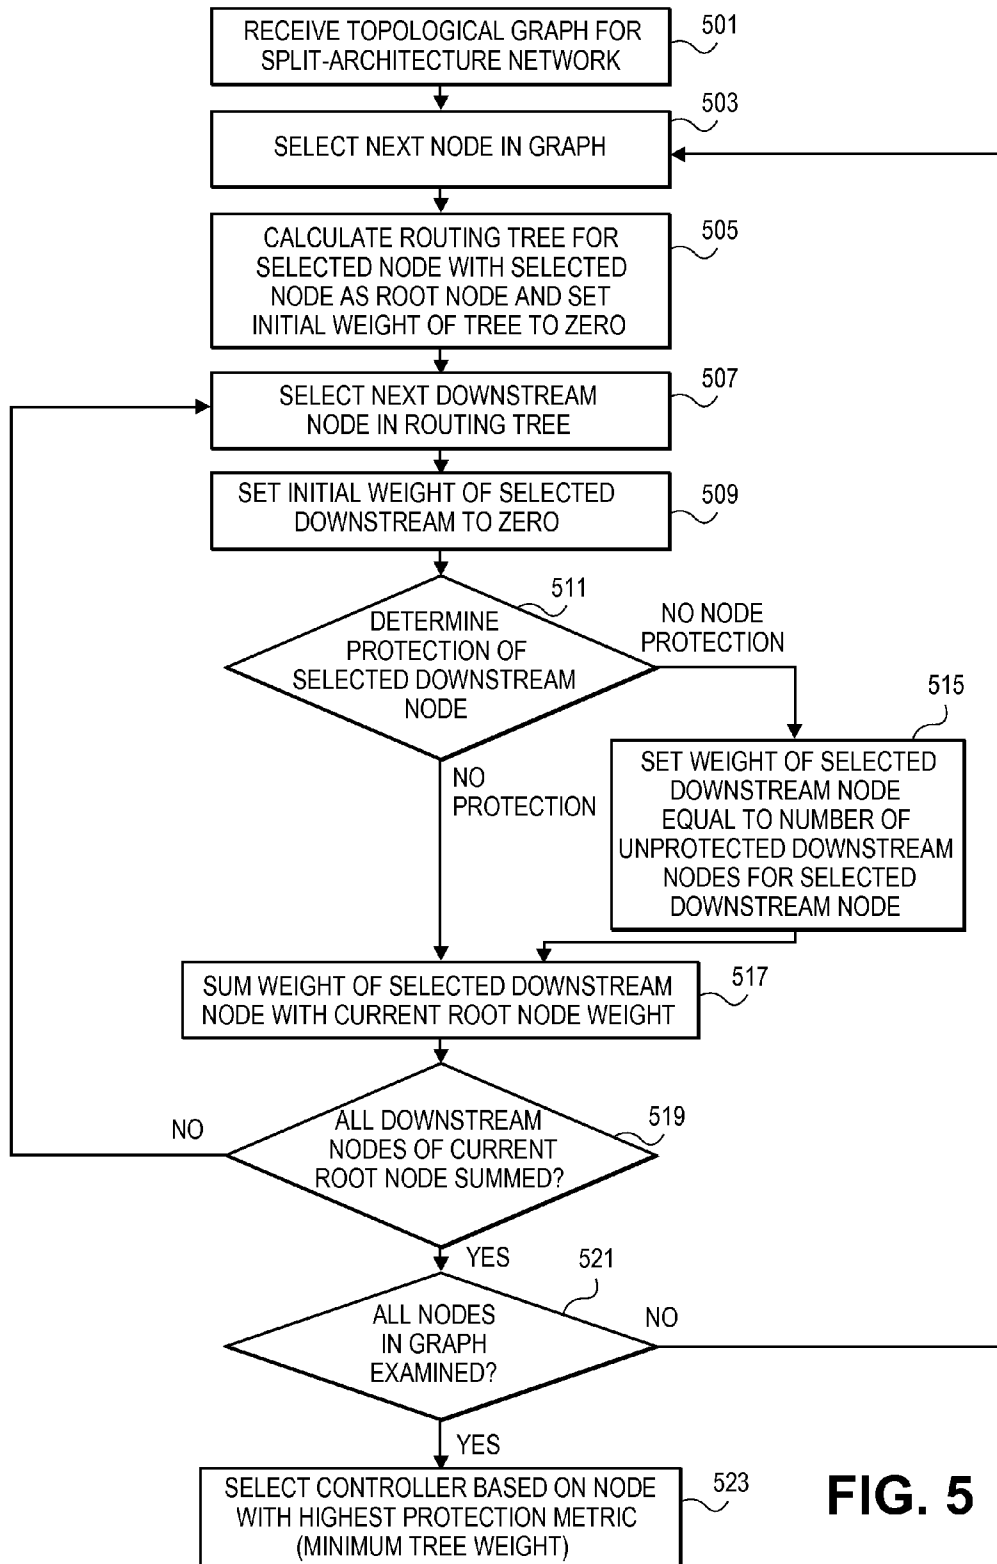 RECEIVE TOPOLOGICAL GRAPH FOR
SPLIT-ARCHITECTURE NETWORK
501
SELECT NEXT NODE IN GRAPH
503
CALCULATE ROUTING TREE FOR
SELECTED NODE WITH SELECTED
NODE AS ROOT NODE AND SET
INITIAL WEIGHT OF TREE TO ZERO
505
SELECT NEXT DOWNSTREAM
NODE IN ROUTING TREE
507
SET INITIAL WEIGHT OF SELECTED
DOWNSTREAM TO ZERO
509
DETERMINE
PROTECTION OF
SELECTED DOWNSTREAM
NODE
511
NO NODE
PROTECTION
NO
PROTECTION
515
SET WEIGHT OF SELECTED
DOWNSTREAM NODE
EQUAL TO NUMBER OF
UNPROTECTED DOWNSTREAM
NODES FOR SELECTED
DOWNSTREAM NODE
SUM WEIGHT OF SELECTED DOWNSTREAM
NODE WITH CURRENT ROOT NODE WEIGHT
517
ALL DOWNSTREAM
NODES OF CURRENT
ROOT NODE SUMMED?
519
NO
YES
ALL NODES
IN GRAPH
EXAMINED?
521
NO
YES
SELECT CONTROLLER BASED ON NODE
WITH HIGHEST PROTECTION METRIC
(MINIMUM TREE WEIGHT)
523
FIG. 5